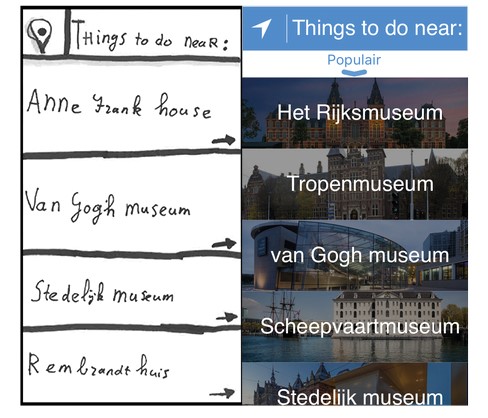 Things to do near:
Anne Frank house
Van Gogh museum
Stedelijk museum
Rembrandt huis
Things to do near:
Populair
Het Rijksmuseum
Tropenmuseum
van Gogh museum
Scheepvaartmuseum
Stedelijk museum